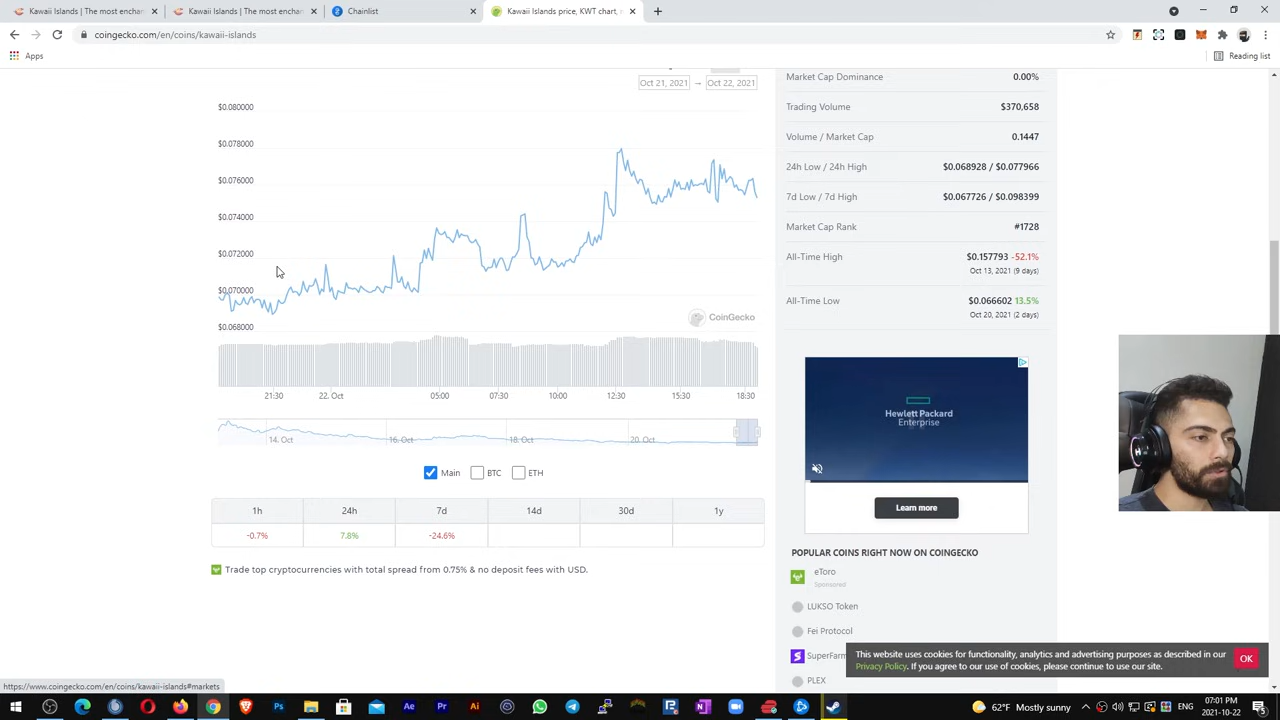 Kawaii Islands | The most enchan
Kawaii Islands | The most enchan
Chainlist
Kawaii Islands price, KWT chart,
coingecko.com/en/coins/kawaii-islands
Apps
Reading list
Oct 21, 2021 → Oct 22, 2021
$0.080000
$0.078000
$0.076000
$0.074000
$0.072000
$0.070000
$0.068000
CoinGecko
21:30
22. Oct
05:00
07:30
10:00
12:30
15:30
18:30
14. Oct
16. Oct
18. Oct
20. Oct
Main
BTC
ETH
1h
24h
7d
14d
30d
1y
-0.7%
7.8%
-24.6%
Trade top cryptocurrencies with total spread from 0.75% & no deposit fees with USD.
Market Cap Dominance
0.00%
Trading Volume
$370,658
Volume / Market Cap
0.1447
24h Low / 24h High
$0.068928 / $0.077966
7d Low / 7d High
$0.067726 / $0.098399
Market Cap Rank
#1728
All-Time High
$0.157793 -52.1%
Oct 13, 2021 (9 days)
All-Time Low
$0.066602 13.5%
Oct 20, 2021 (2 days)
Hewlett Packard
Enterprise
Learn more
POPULAR COINS RIGHT NOW ON COINGECKO
eToro
Sponsored
LUKSO Token
Fei Protocol
SuperFarm
PLEX
This website uses cookies for functionality, analytics and advertising purposes as described in our
Privacy Policy. If you agree to our use of cookies, please continue to use our site.
OK
https://www.coingecko.com/en/coins/kawaii-islands#markets
62°F Mostly sunny
ENG
07:01 PM
2021-10-22